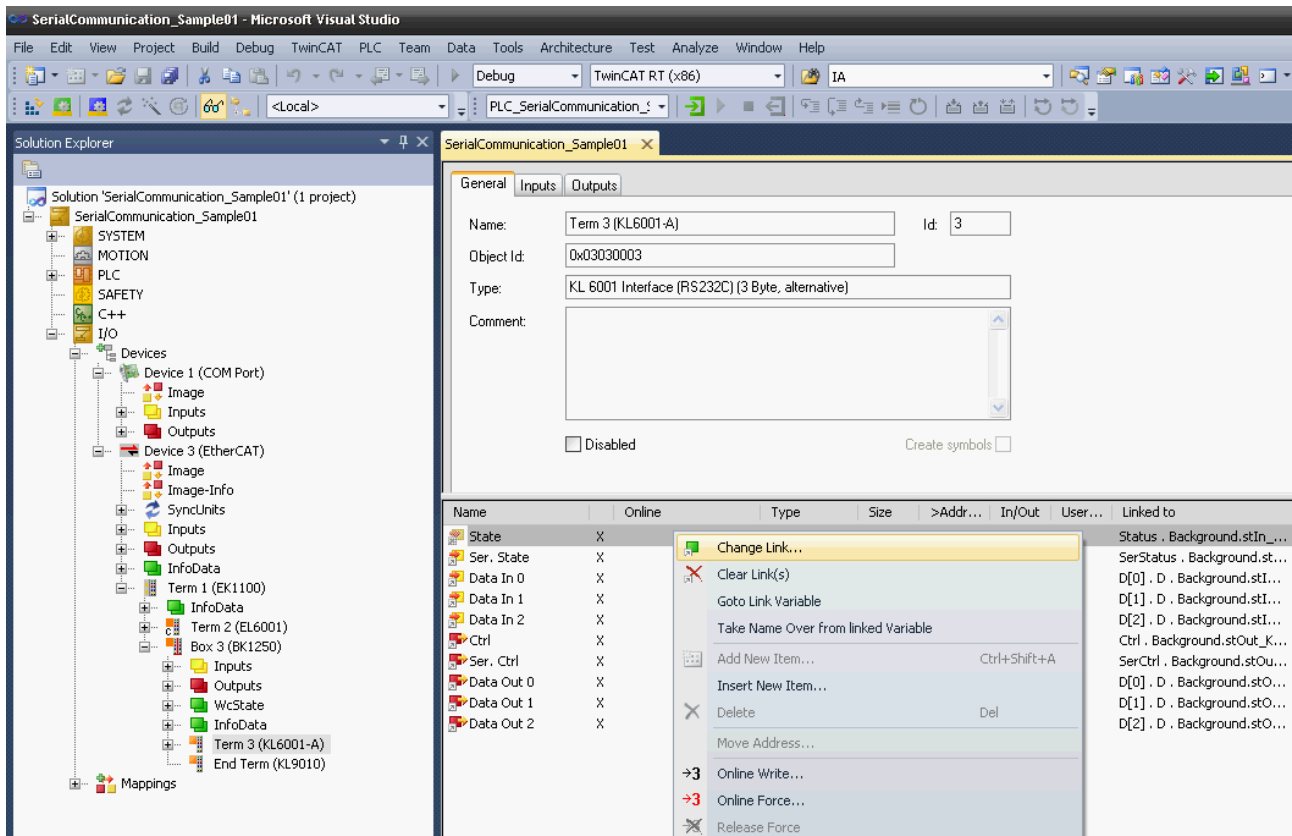 SerialCommunication_Sample01 - Microsoft Visual Studio
File Edit View Project Build Debug TwinCAT PLC Team Data Tools Architecture Test Analyze Window Help
Debug TwinCAT RT (x86) IA
<Local> PLC_SerialCommunication_
Solution Explorer
Solution 'SerialCommunication_Sample01' (1 project)
SerialCommunication_Sample01
SYSTEM
MOTION
PLC
SAFETY
C++
I/O
Devices
Device 1 (COM Port)
Image
Inputs
Outputs
Device 3 (EtherCAT)
Image
Image-Info
SyncUnits
Inputs
Outputs
InfoData
Term 1 (EK1100)
InfoData
Term 2 (EL6001)
Box 3 (BK1250)
Inputs
Outputs
WcState
InfoData
Term 3 (KL6001-A)
End Term (KL9010)
Mappings
SerialCommunication_Sample01
General Inputs Outputs
Name: Term 3 (KL6001-A) Id: 3
Object Id: 0x03030003
Type: KL 6001 Interface (RS232C) (3 Byte, alternative)
Comment:
Disabled Create symbols
Name Online Type Size >Addr... In/Out User... Linked to
State X Status . Background.stIn_...
Ser. State X SerStatus . Background.st...
Data In 0 X D[0] . D . Background.stI...
Data In 1 X D[1] . D . Background.stI...
Data In 2 X D[2] . D . Background.stI...
Ctrl X Ctrl . Background.stOut_K...
Ser. Ctrl X SerCtrl . Background.stOu...
Data Out 0 X D[0] . D . Background.stO...
Data Out 1 X D[1] . D . Background.stO...
Data Out 2 X D[2] . D . Background.stO...
Change Link...
Clear Link(s)
Goto Link Variable
Take Name Over from linked Variable
Add New Item... Ctrl+Shift+A
Insert New Item...
Delete Del
Move Address...
→3 Online Write...
→3 Online Force...
Release Force